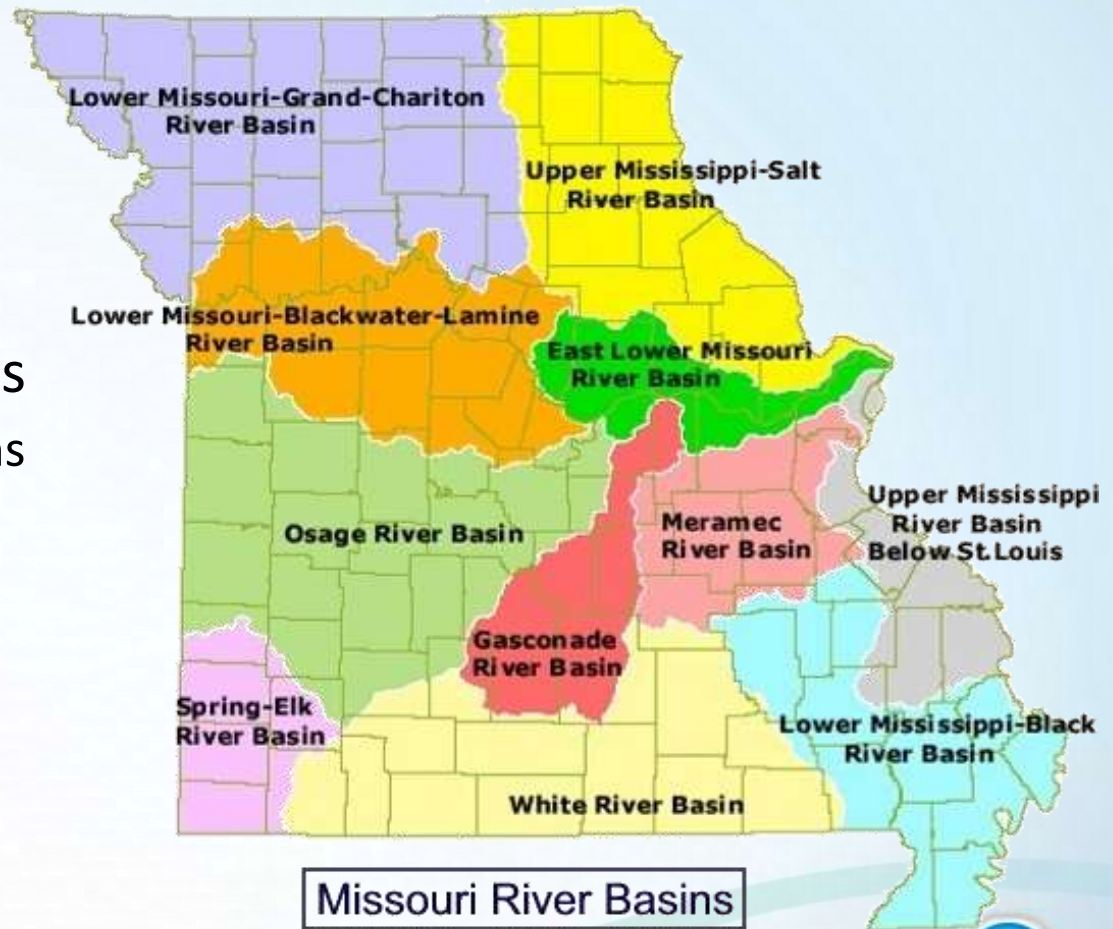 Lower Missouri-Grand-Chariton
River Basin
Upper Mississippi-Salt
River Basin
Lower Missouri-Blackwater-Lamine
River Basin
East Lower Missouri
River Basin
s
ns
Upper Mississippi
River Basin
Below St.Louis
Osage River Basin
Meramec
River Basin
Gasconade
River Basin
Spring-Elk
River Basin
Lower Mississippi-Black
River Basin
White River Basin
Missouri River Basins